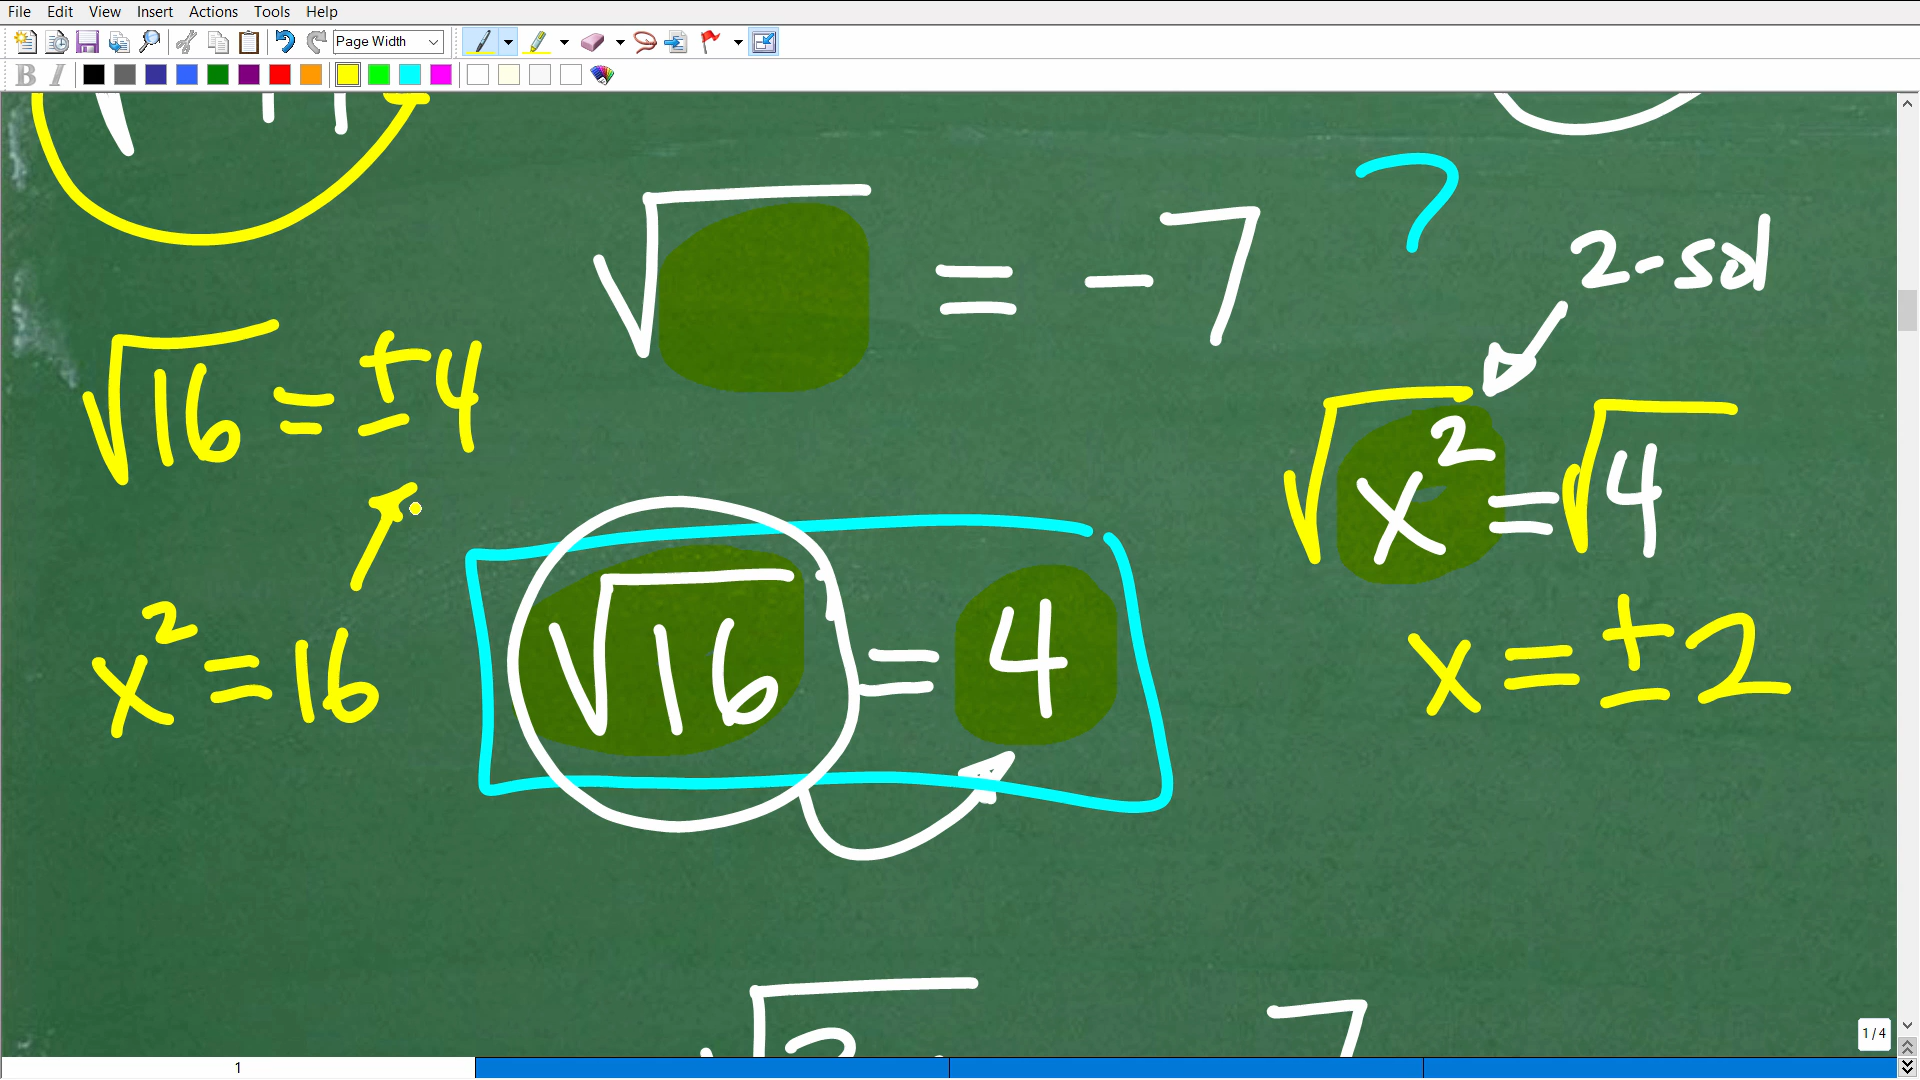 File Edit View Insert Actions Tools Help
Page Width
B I
√ = -7 ?
2-sol
√16 = ±4
√x² = √4
x² = 16
√16 = 4
x = ±2
7
1 / 4
1